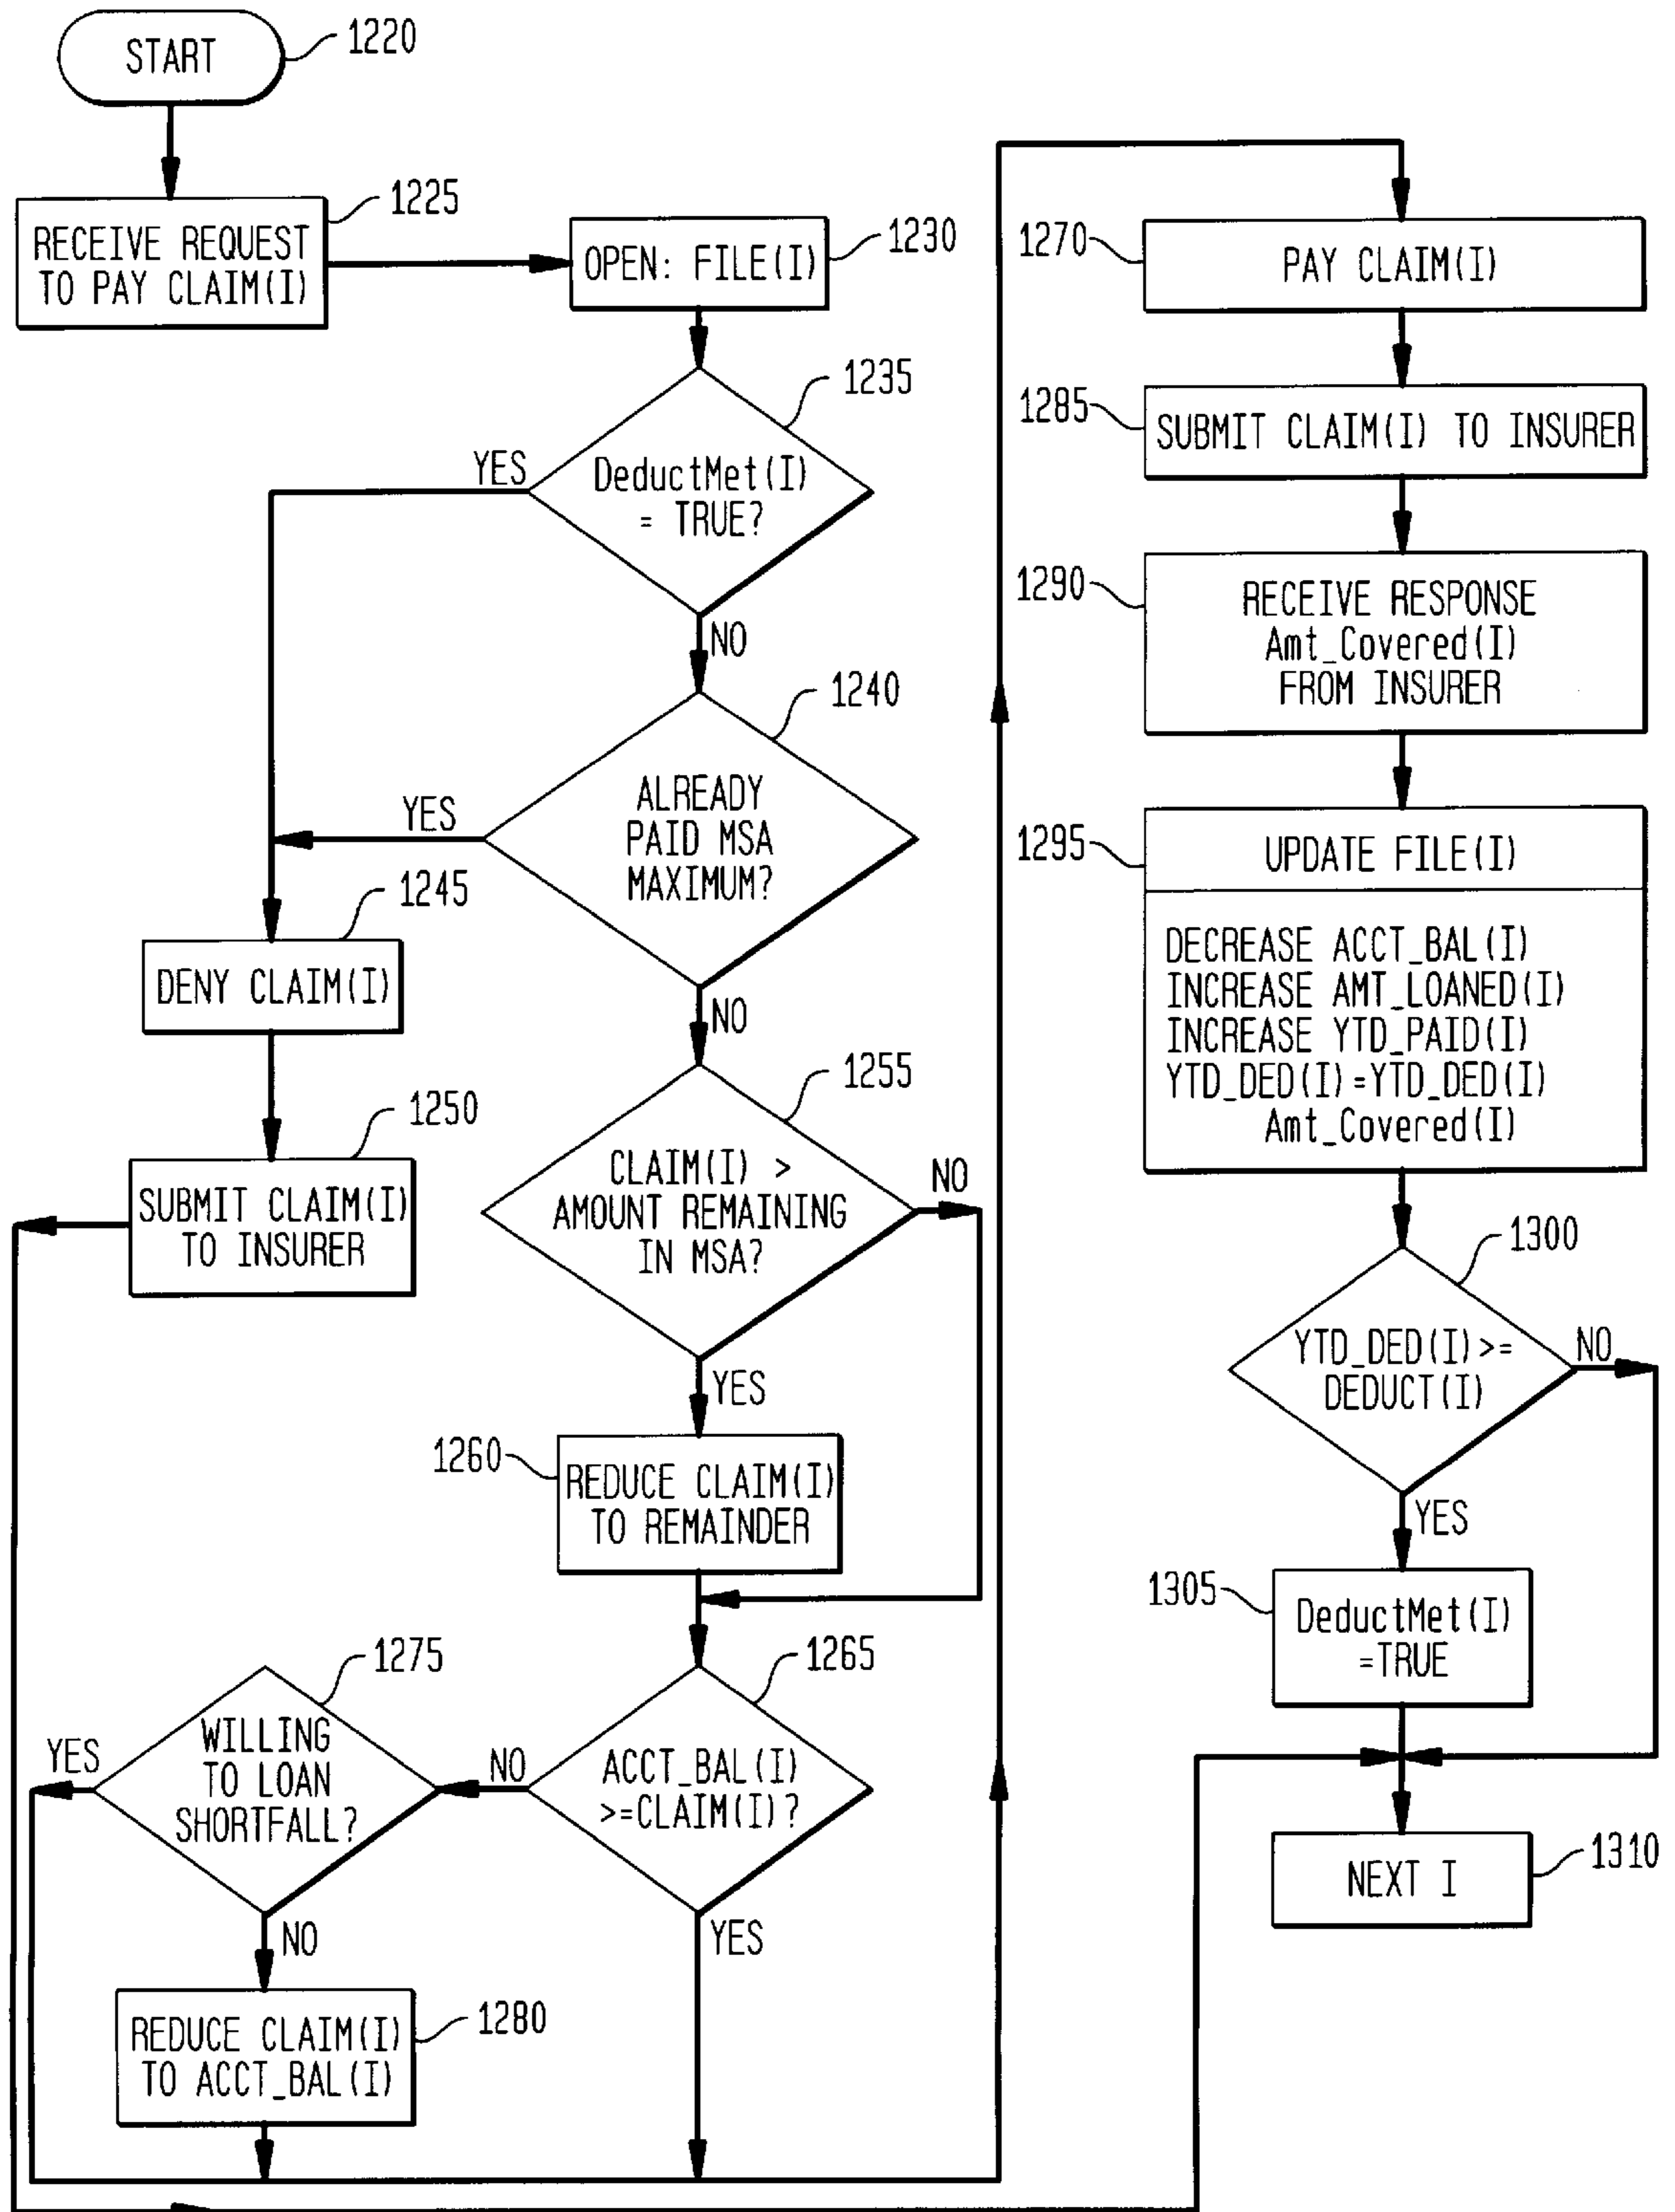 START
1220
RECEIVE REQUEST
TO PAY CLAIM(I)
1225
OPEN: FILE(I)
1230
DeductMet(I)
= TRUE?
1235
YES
NO
ALREADY
PAID MSA
MAXIMUM?
1240
YES
NO
DENY CLAIM(I)
1245
SUBMIT CLAIM(I)
TO INSURER
1250
CLAIM(I) >
AMOUNT REMAINING
IN MSA?
1255
NO
YES
1260
REDUCE CLAIM(I)
TO REMAINDER
ACCT_BAL(I)
>=CLAIM(I)?
1265
NO
YES
WILLING
TO LOAN
SHORTFALL?
1275
YES
NO
REDUCE CLAIM(I)
TO ACCT_BAL(I)
1280
1270
PAY CLAIM(I)
1285
SUBMIT CLAIM(I) TO INSURER
1290
RECEIVE RESPONSE
Amt_Covered(I)
FROM INSURER
1295
UPDATE FILE(I)
DECREASE ACCT_BAL(I)
INCREASE AMT_LOANED(I)
INCREASE YTD_PAID(I)
YTD_DED(I)=YTD_DED(I)
Amt_Covered(I)
1300
YTD_DED(I)>=
DEDUCT(I)
NO
YES
1305
DeductMet(I)
=TRUE
NEXT I
1310